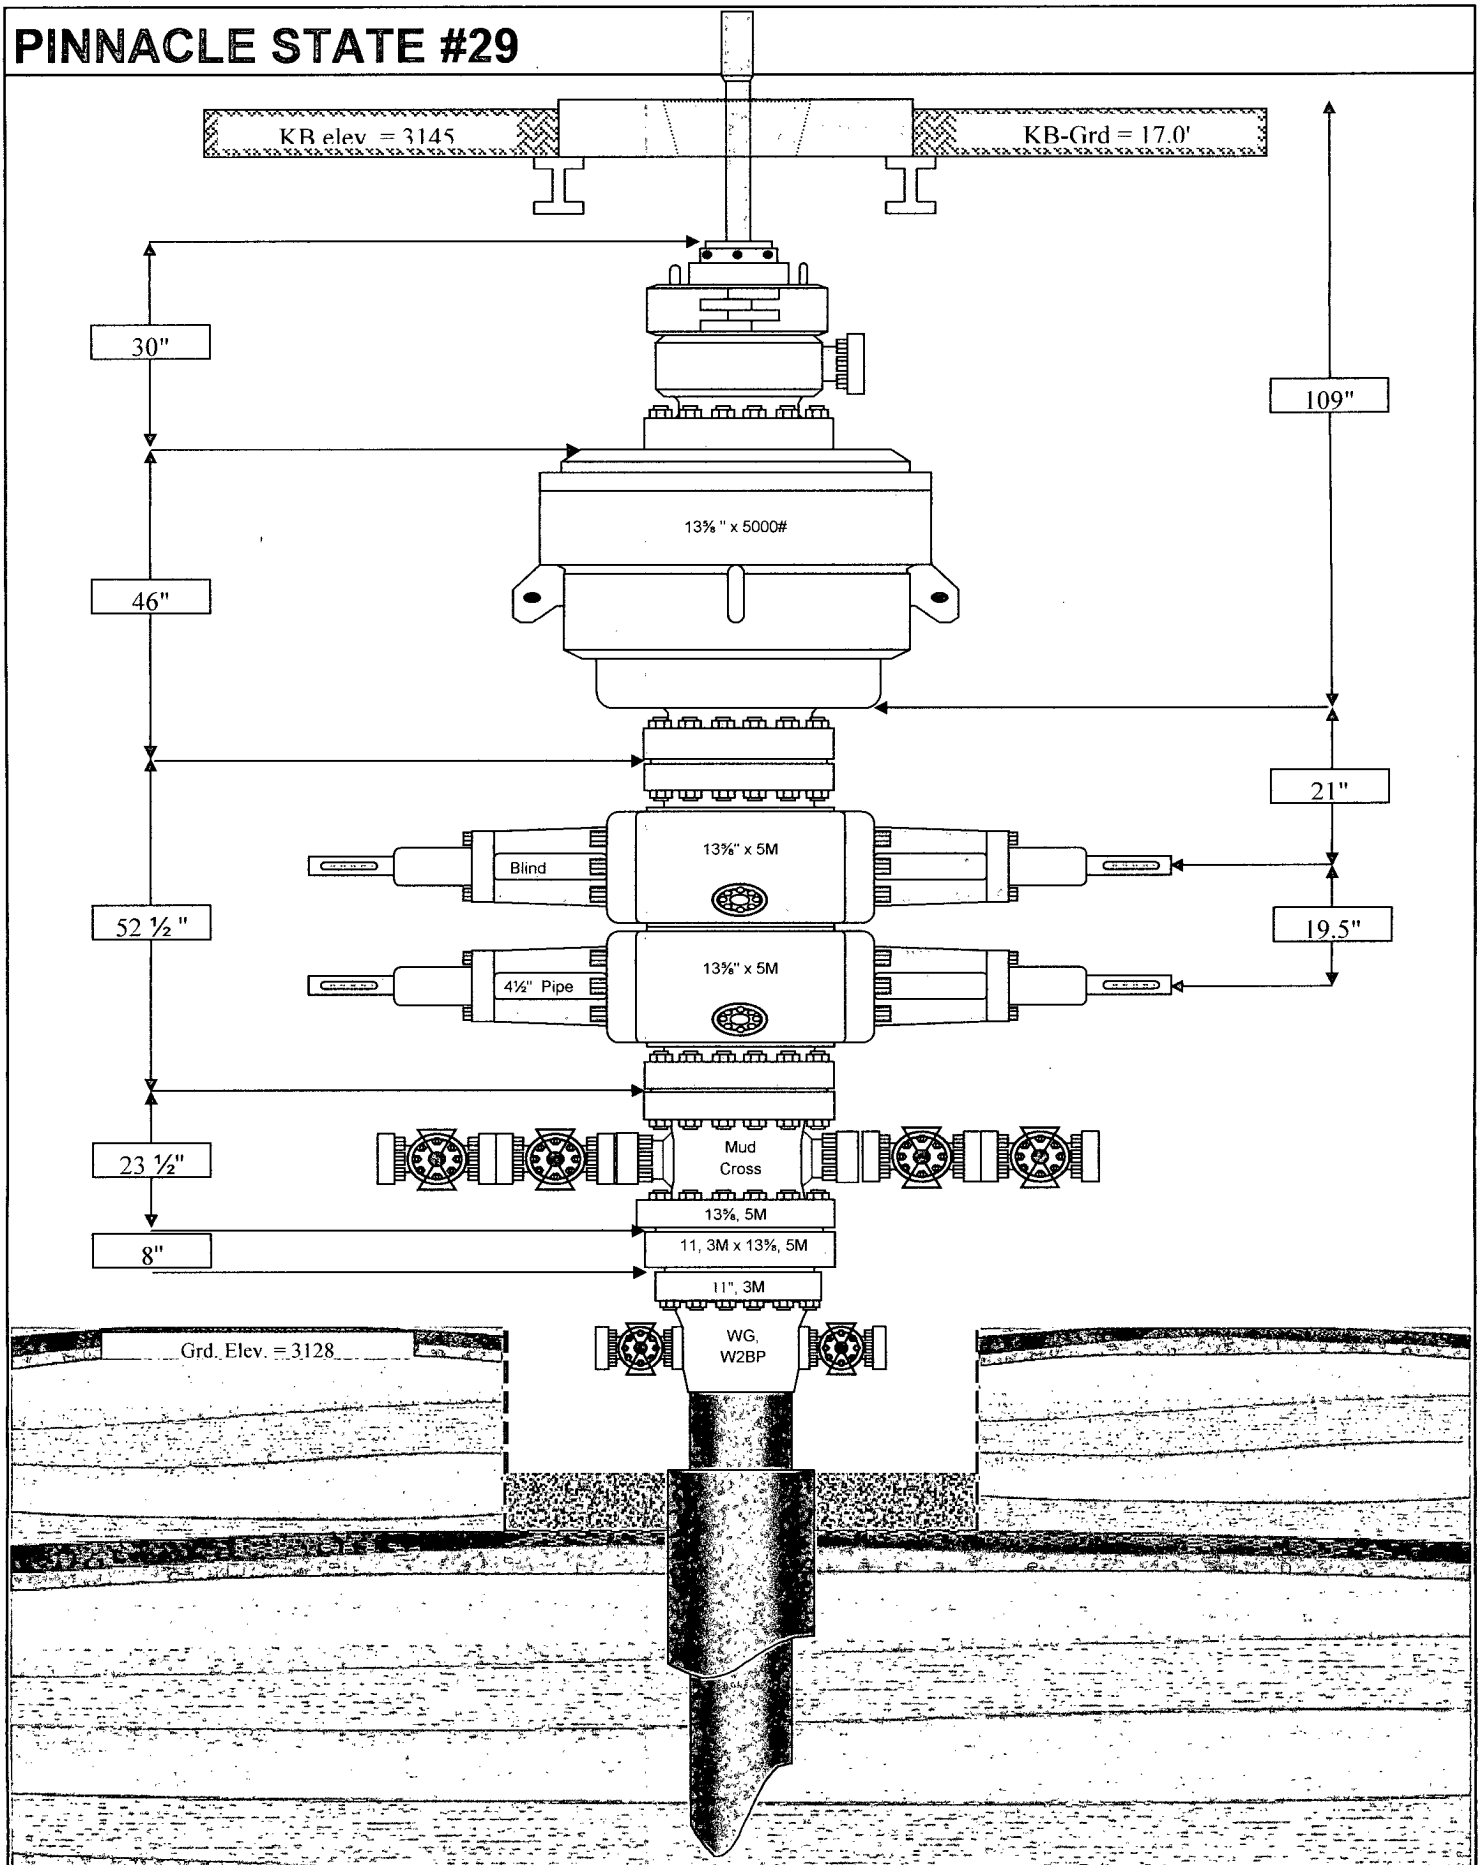 PINNACLE STATE #29
KB elev. = 3145
KB-Grd = 17.0'
30"
109"
13⅝ " x 5000#
46"
21"
13⅝" x 5M
Blind
52 ½ "
19.5"
13⅝" x 5M
4½" Pipe
Mud
Cross
23 ½"
13⅝, 5M
8"
11, 3M x 13⅝, 5M
11", 3M
WG,
W2BP
Grd. Elev. = 3128